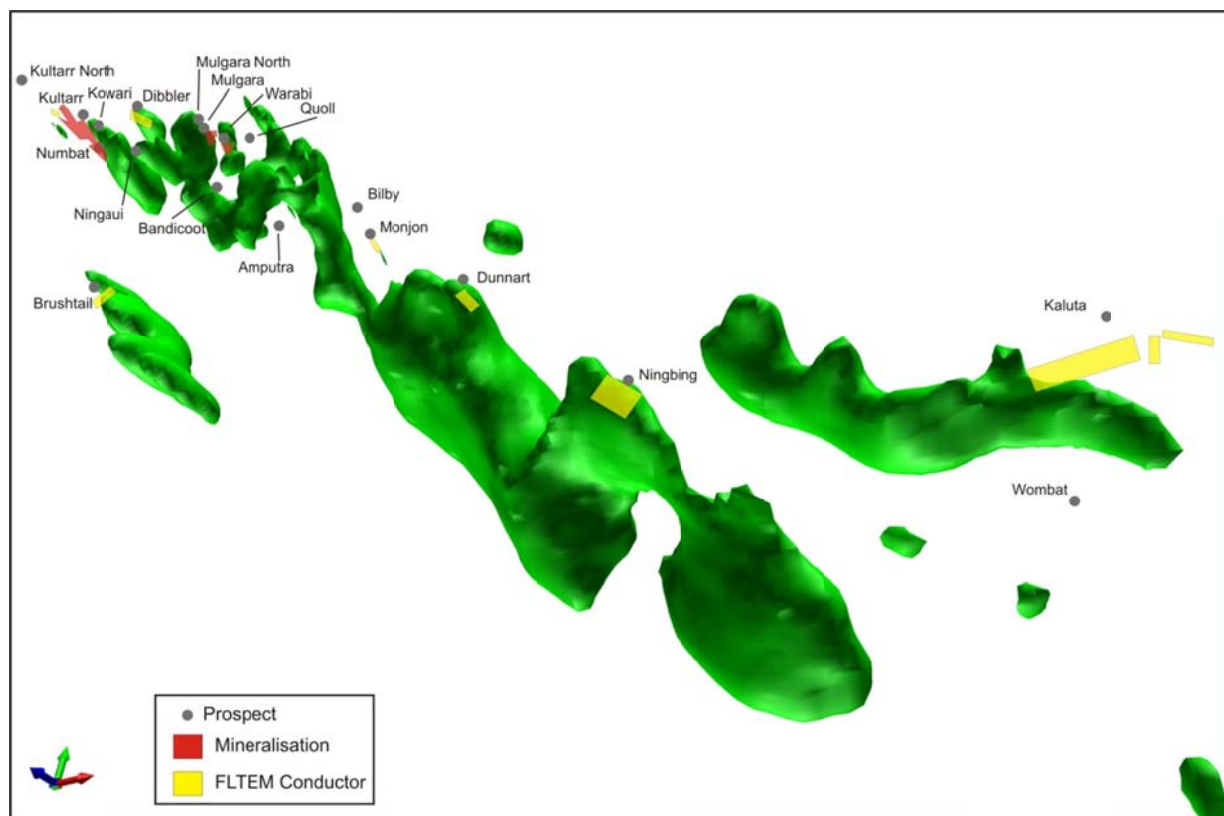 Mulgara North
Kultarr North
Mulgara
Kultarr
Kowari
Dibbler
Warabi
Quoll
Numbat
Ningaui
Bandicoot
Bilby
Monjon
Amputra
Dunnart
Brushtail
Kaluta
Ningbing
Wombat
Prospect
Mineralisation
FLTEM Conductor